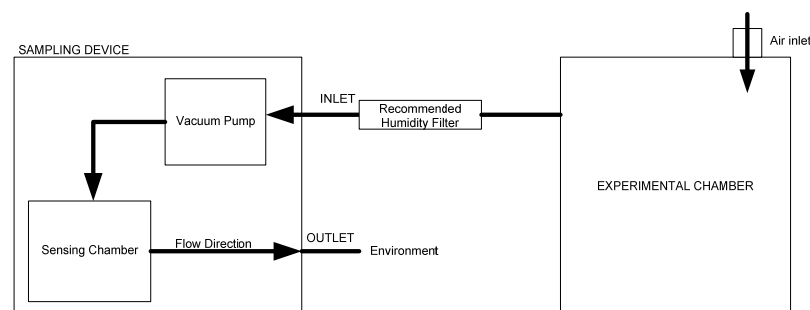 Air inlet
SAMPLING DEVICE
INLET
Recommended
Humidity Filter
Vacuum Pump
EXPERIMENTAL CHAMBER
Sensing Chamber
Flow Direction
OUTLET
Environment